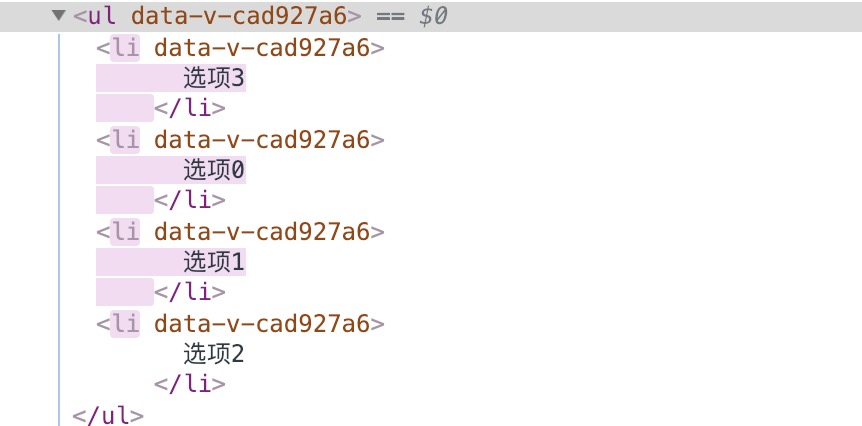 ▼<ul data-v-cad927a6> == $0
<li data-v-cad927a6>
选项3
</li>
<li data-v-cad927a6>
选项0
</li>
<li data-v-cad927a6>
选项1
</li>
<li data-v-cad927a6>
选项2
</li>
</ul>